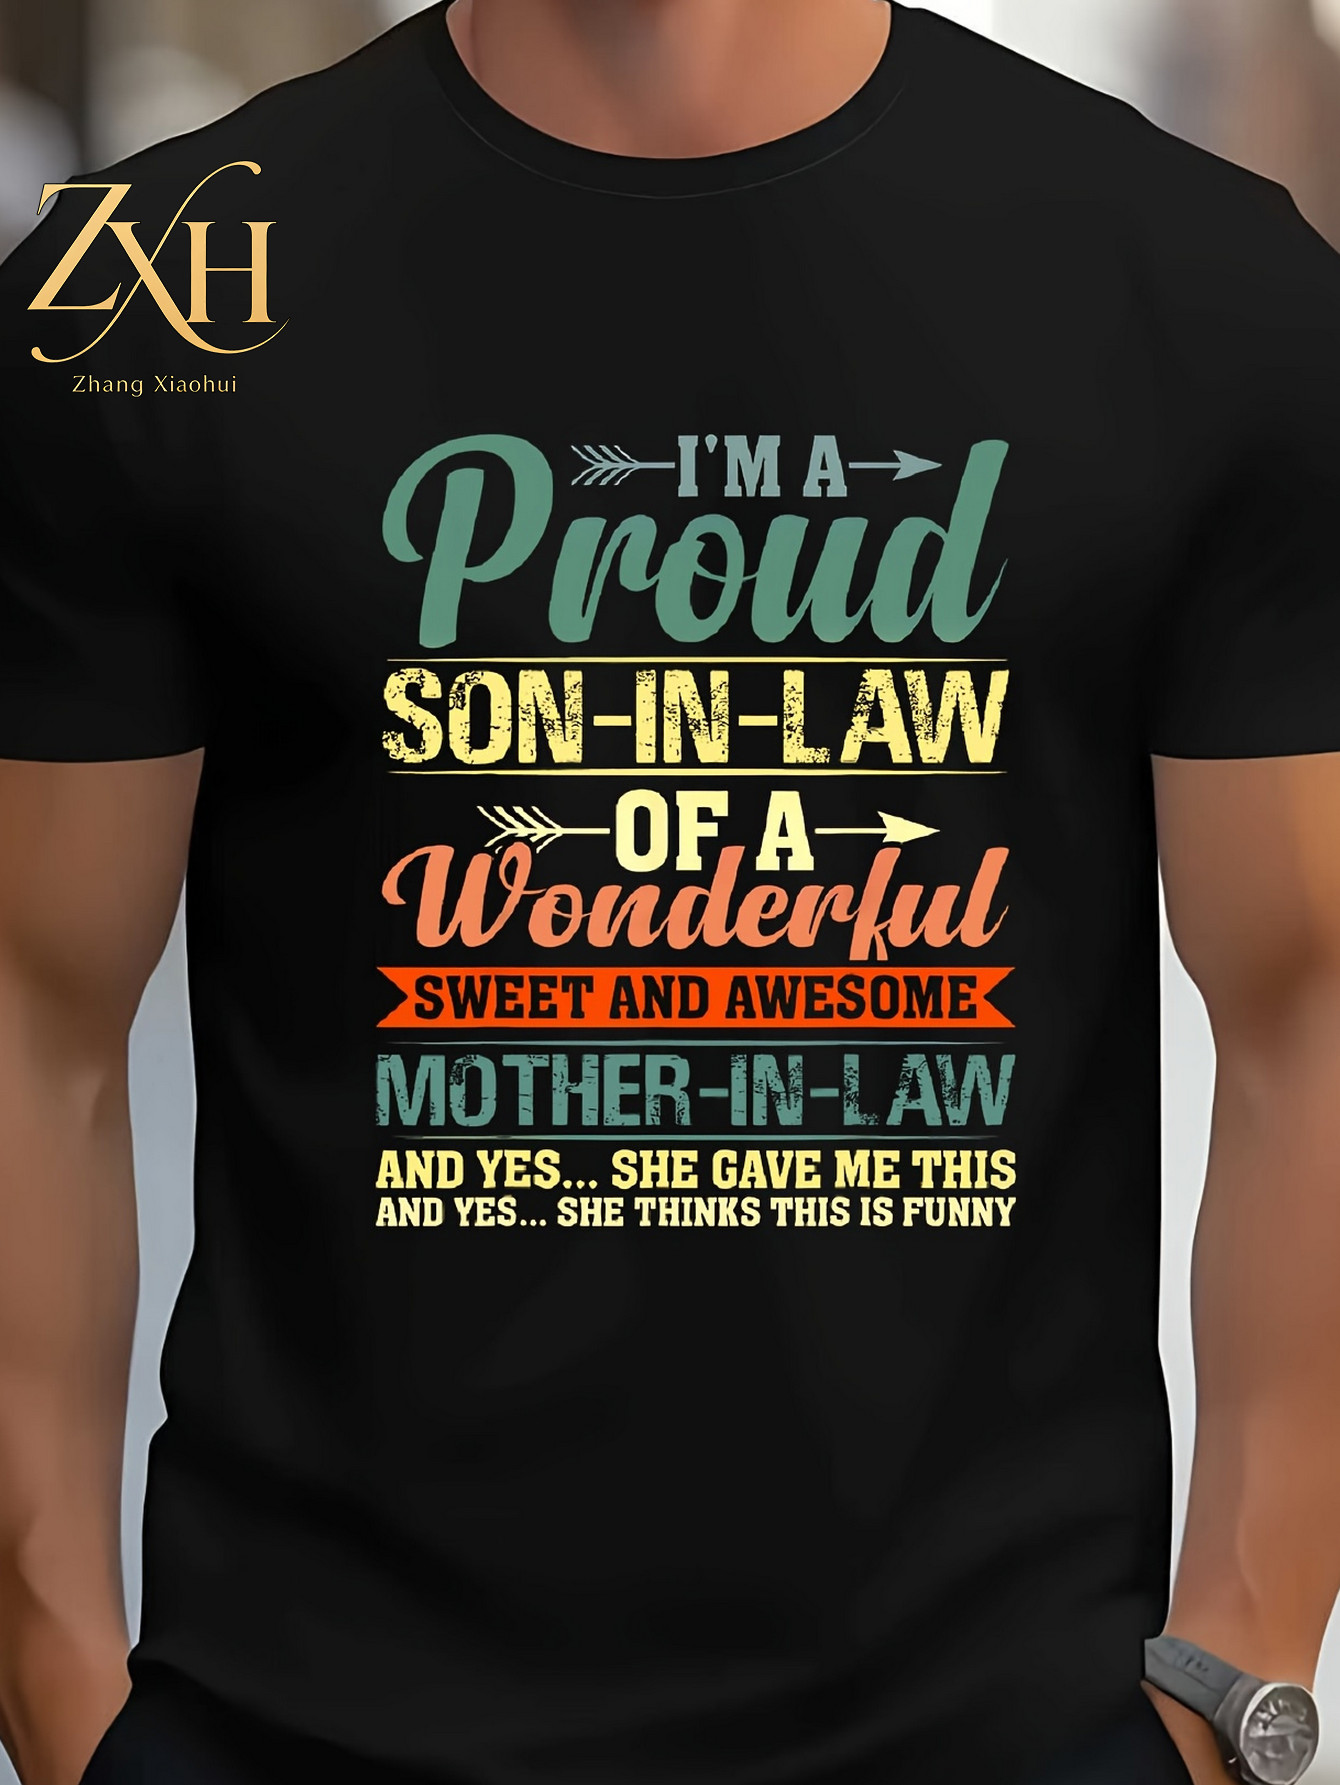 ZXH
Zhang Xiaohui
I'M A
Proud
SON-IN-LAW
OF A
Wonderful
SWEET AND AWESOME
MOTHER-IN-LAW
AND YES... SHE GAVE ME THIS
AND YES... SHE THINKS THIS IS FUNNY